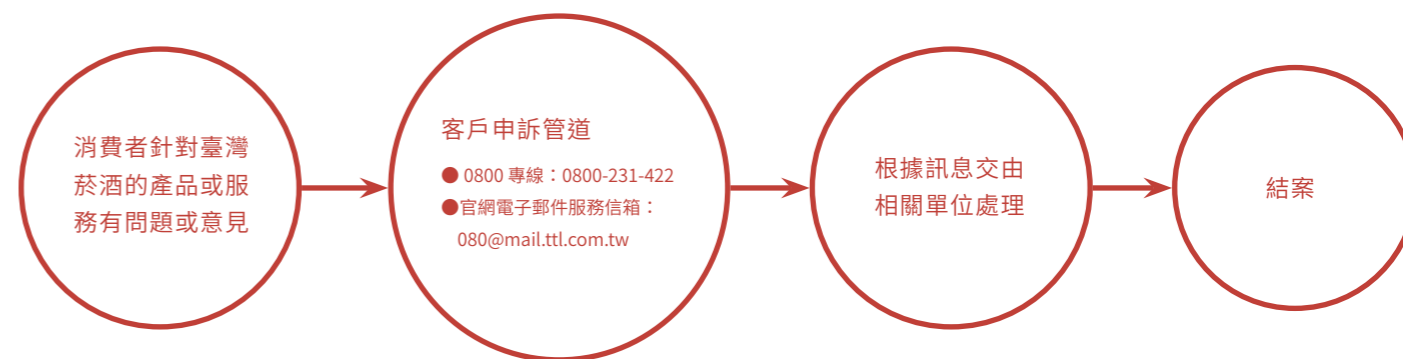 消費者針對臺灣
菸酒的產品或服
務有問題或意見
客戶申訴管道
● 0800 專線：0800-231-422
●官網電子郵件服務信箱：
080@mail.ttl.com.tw
根據訊息交由
相關單位處理
結案